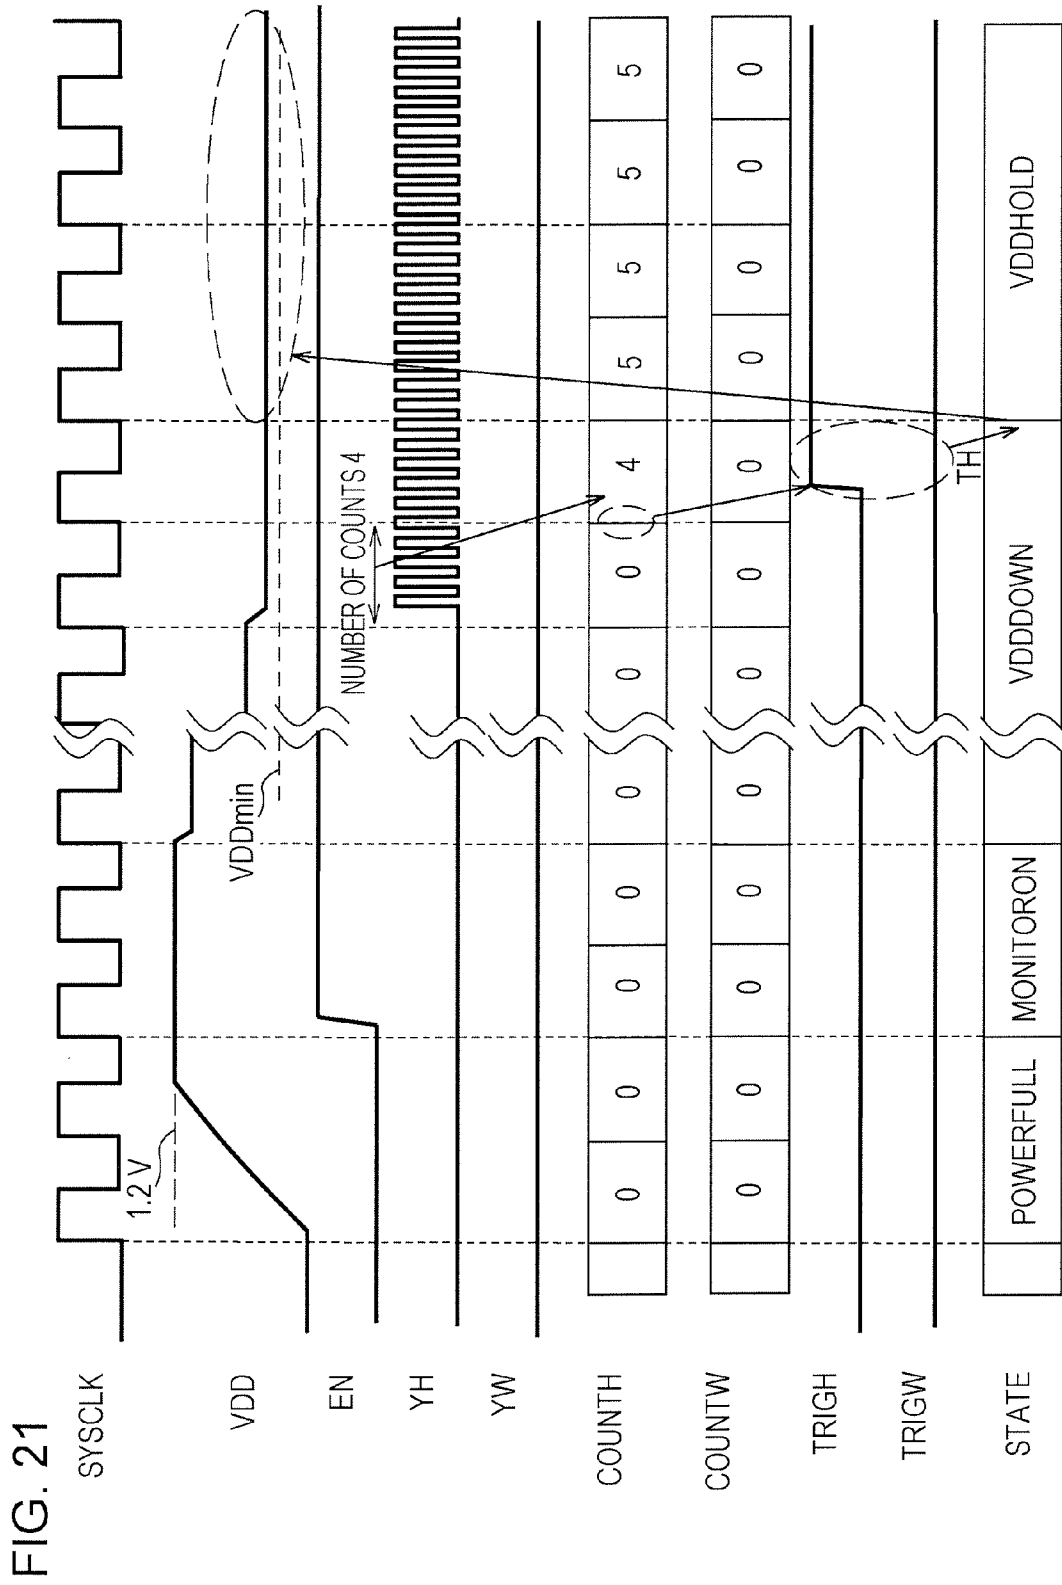 FIG. 21
SYSCLK
VDD
1.2 V
VDDmin
EN
YH
NUMBER OF COUNTS 4
YW
COUNTH 0 0 0 0 0 0 0 4 5 5 5 5
COUNTW 0 0 0 0 0 0 0 0 0 0 0 0
TRIGH
TRIGW
TH
STATE POWERFULL MONITORON VDDDOWN VDDHOLD